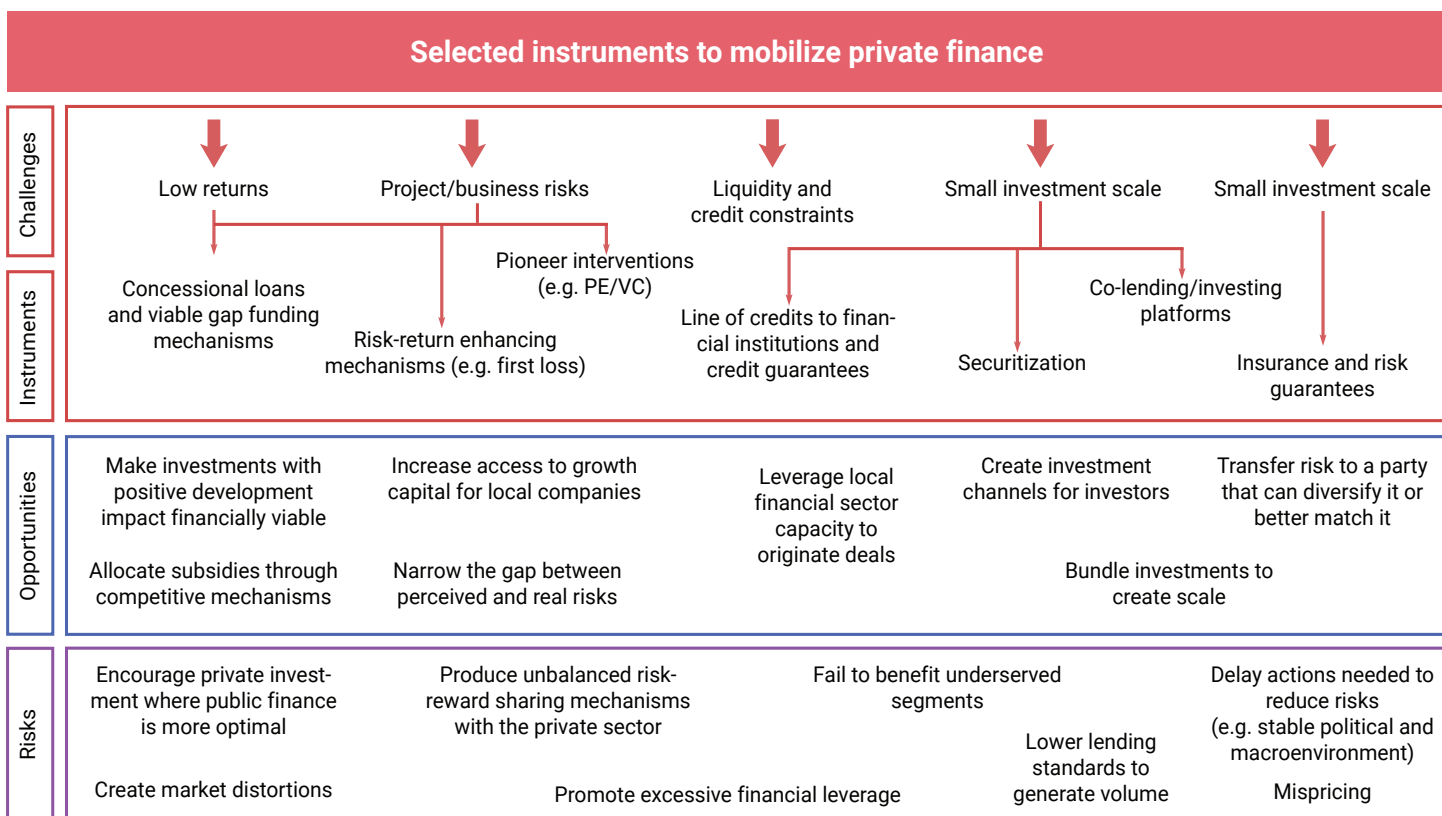 Selected instruments to mobilize private finance
Challenges
Low returns
Project/business risks
Liquidity and
credit constraints
Small investment scale
Small investment scale
Instruments
Concessional loans
and viable gap funding
mechanisms
Risk-return enhancing
mechanisms (e.g. first loss)
Pioneer interventions
(e.g. PE/VC)
Line of credits to finan-
cial institutions and
credit guarantees
Securitization
Co-lending/investing
platforms
Insurance and risk
guarantees
Opportunities
Make investments with
positive development
impact financially viable
Allocate subsidies through
competitive mechanisms
Increase access to growth
capital for local companies
Narrow the gap between
perceived and real risks
Leverage local
financial sector
capacity to
originate deals
Create investment
channels for investors
Bundle investments to
create scale
Transfer risk to a party
that can diversify it or
better match it
Risks
Encourage private invest-
ment where public finance
is more optimal
Create market distortions
Produce unbalanced risk-
reward sharing mechanisms
with the private sector
Promote excessive financial leverage
Fail to benefit underserved
segments
Lower lending
standards to
generate volume
Delay actions needed to
reduce risks
(e.g. stable political and
macroenvironment)
Mispricing